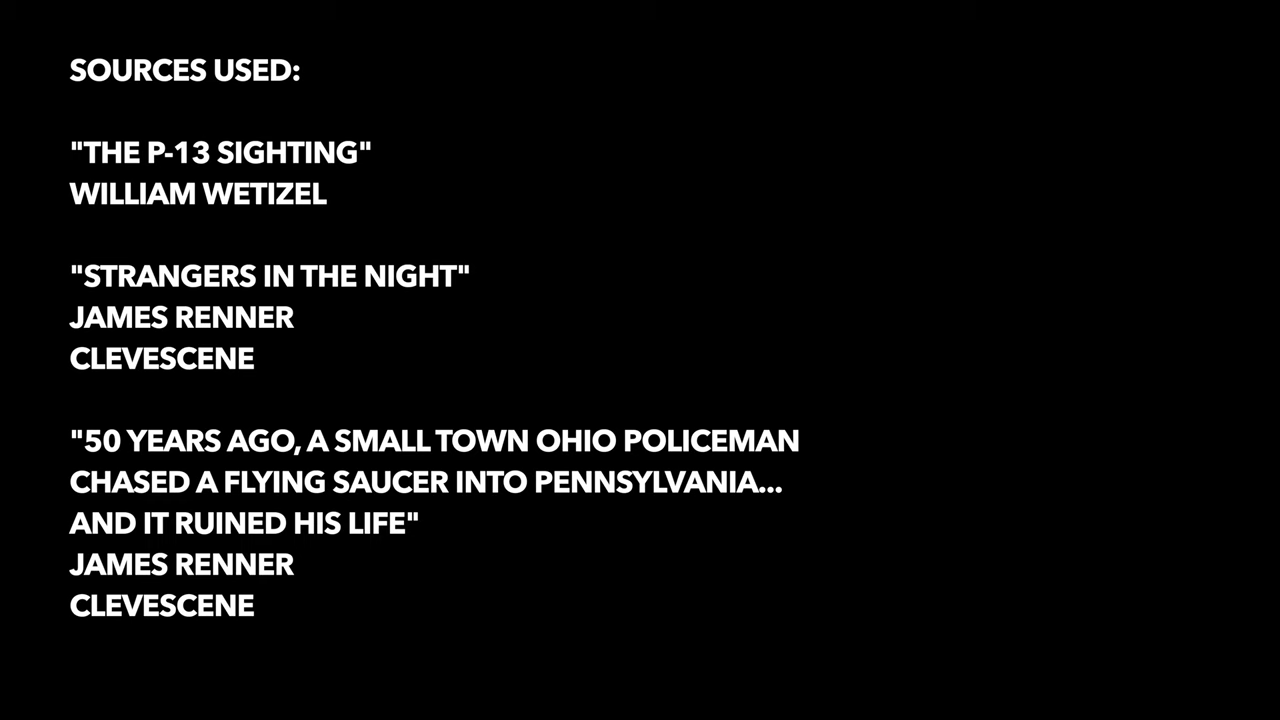 SOURCES USED:
"THE P-13 SIGHTING"
WILLIAM WETIZEL
"STRANGERS IN THE NIGHT"
JAMES RENNER
CLEVESCENE
"50 YEARS AGO, A SMALL TOWN OHIO POLICEMAN
CHASED A FLYING SAUCER INTO PENNSYLVANIA...
AND IT RUINED HIS LIFE"
JAMES RENNER
CLEVESCENE